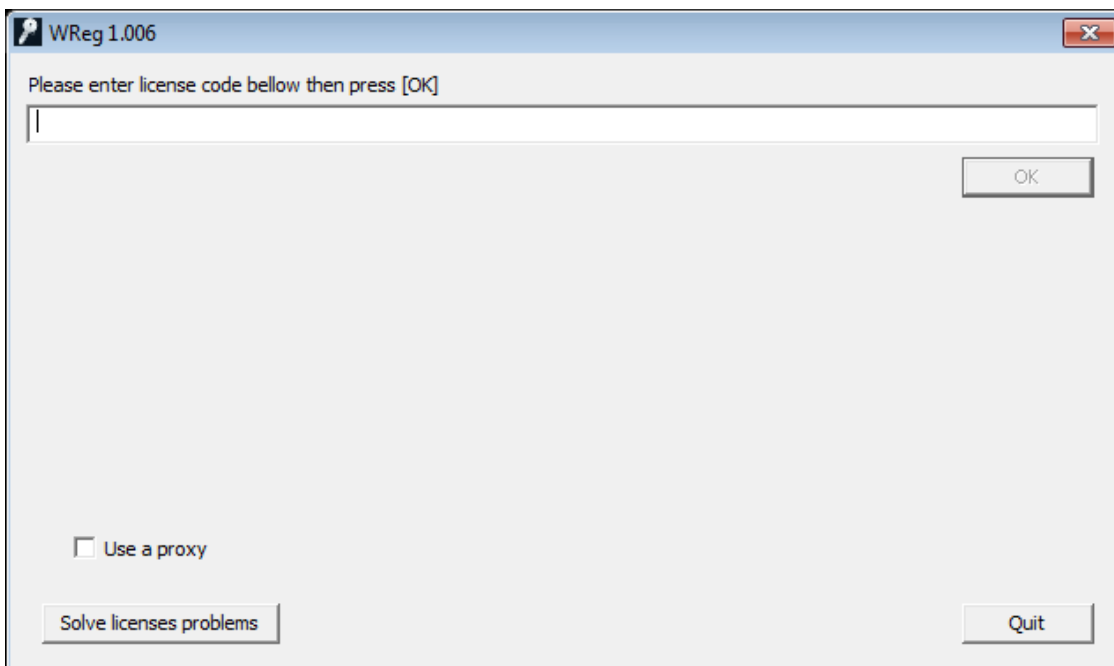 WReg 1.006
Please enter license code bellow then press [OK]
OK
Use a proxy
Solve licenses problems
Quit